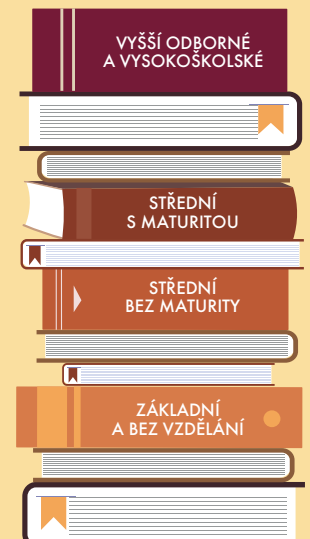 VYŠŠÍ ODBORNÉ
A VYSOKOŠKOLSKÉ
STŘEDNÍ
S MATURITOU
STŘEDNÍ
BEZ MATURITY
ZÁKLADNÍ
A BEZ VZDĚLÁNÍ